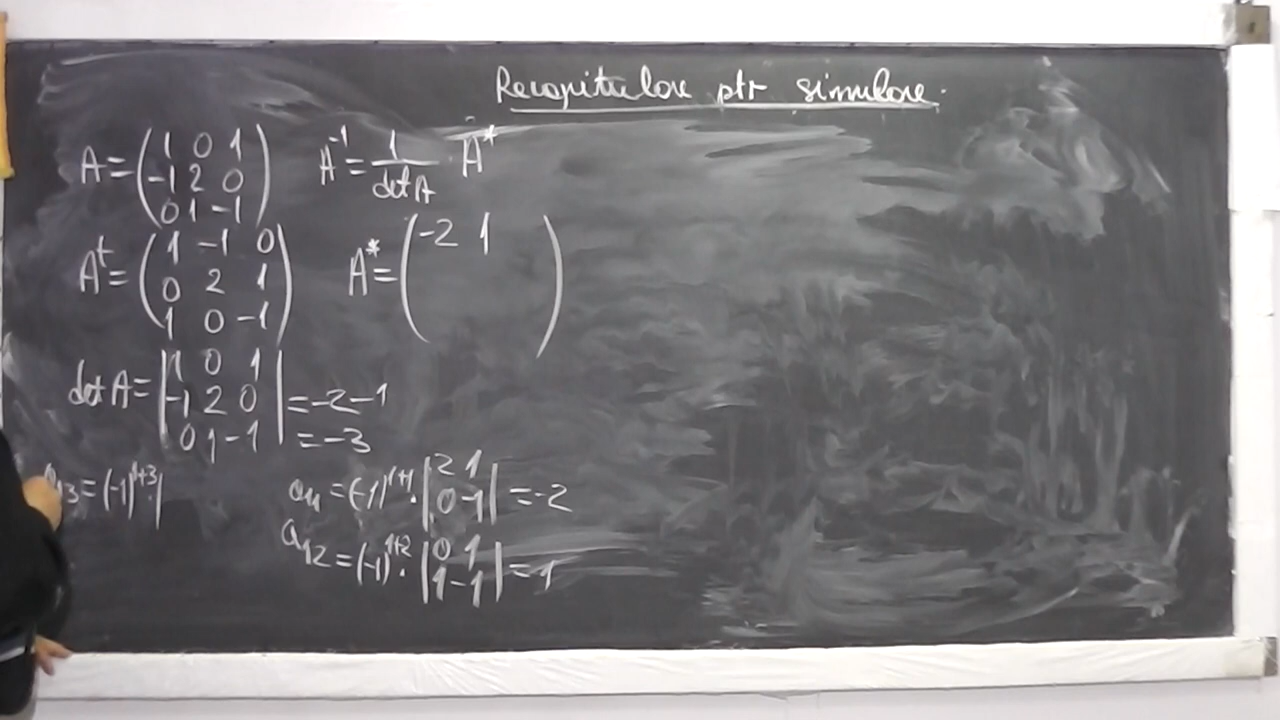 Recapitulare ptr simulare.
A = ( 1 0 1
-1 2 0
0 1 -1 )
A⁻¹ = 1/det A · A*
Aᵗ = ( 1 -1 0
0 2 1
1 0 -1 )
A* = ( -2 1 )
det A = | 1 0 1
-1 2 0
0 1 -1 | = -2-1
= -3
a₁₁ = (-1)¹⁺¹ · | 2 1
0 -1 | = -2
a₁₂ = (-1)¹⁺² · | 0 1
1 -1 | = 1
a₁₃ = (-1)¹⁺³ · |